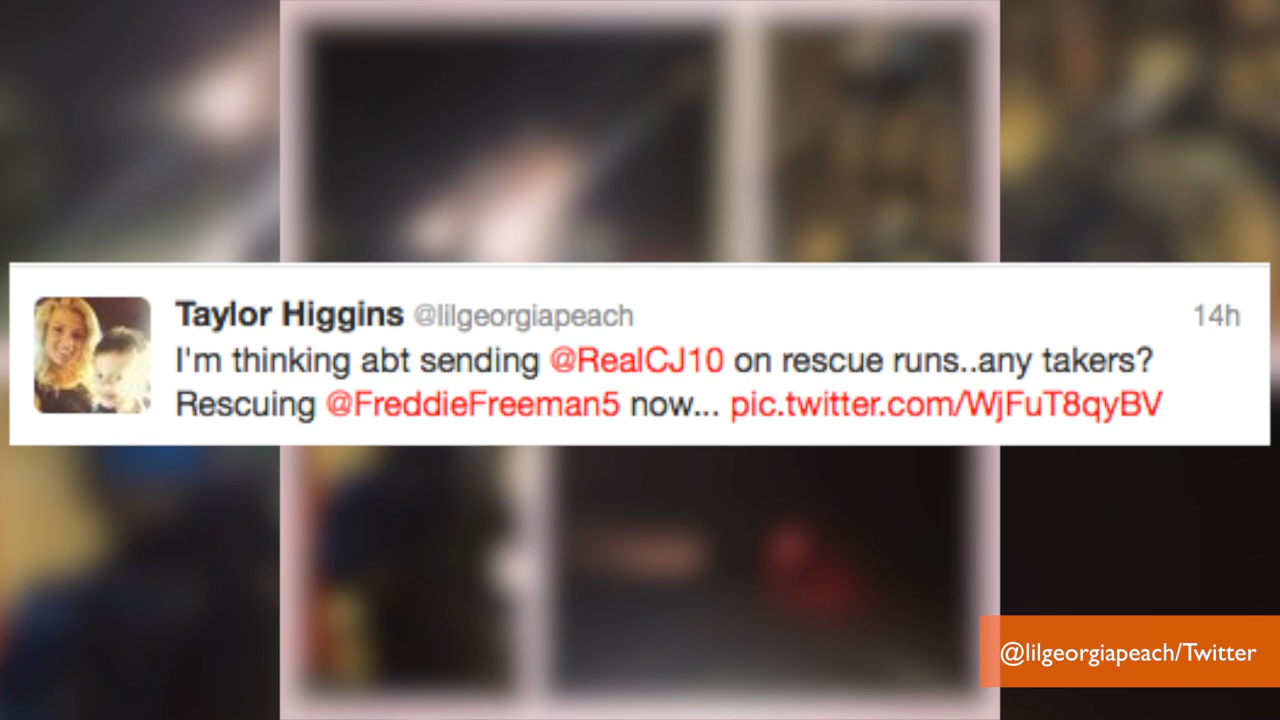 Taylor Higgins @lilgeorgiapeach 14h
I'm thinking abt sending @RealCJ10 on rescue runs..any takers?
Rescuing @FreddieFreeman5 now... pic.twitter.com/WjFuT8qyBV
@lilgeorgiapeach/Twitter